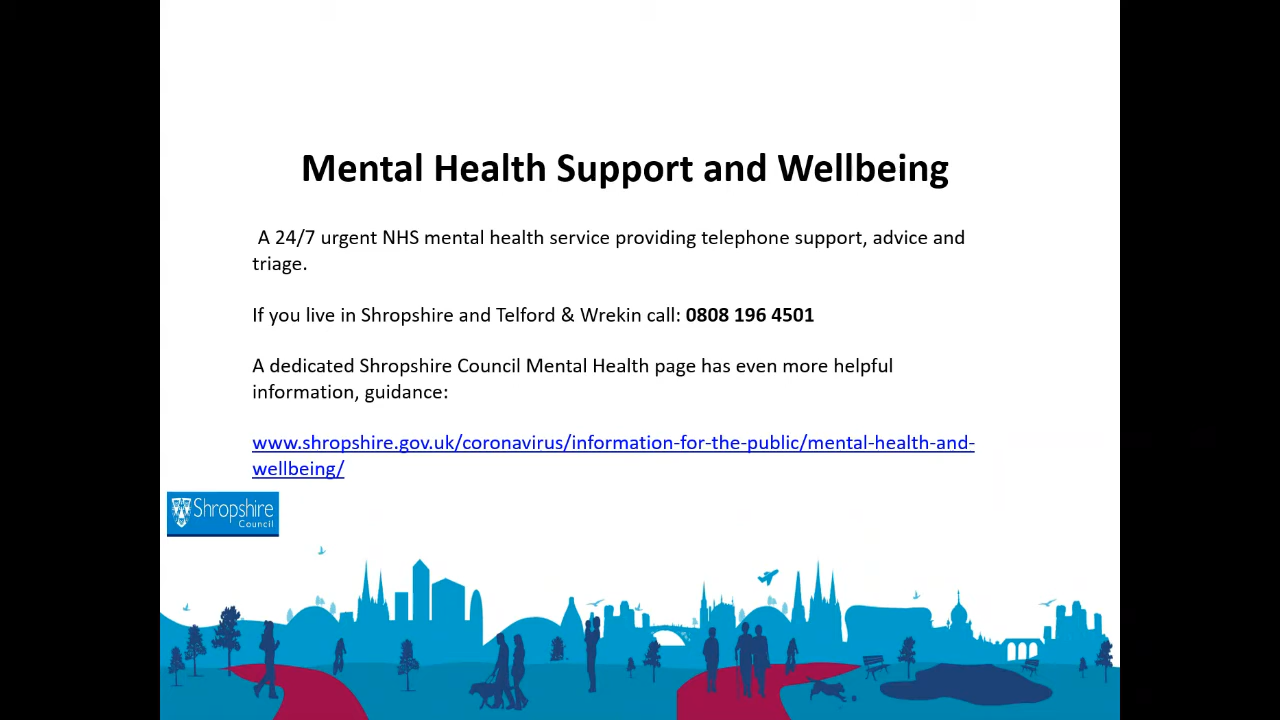 Mental Health Support and Wellbeing
A 24/7 urgent NHS mental health service providing telephone support, advice and
triage.
If you live in Shropshire and Telford & Wrekin call: 0808 196 4501
A dedicated Shropshire Council Mental Health page has even more helpful
information, guidance:
www.shropshire.gov.uk/coronavirus/information-for-the-public/mental-health-and-
wellbeing/
Shropshire
Council